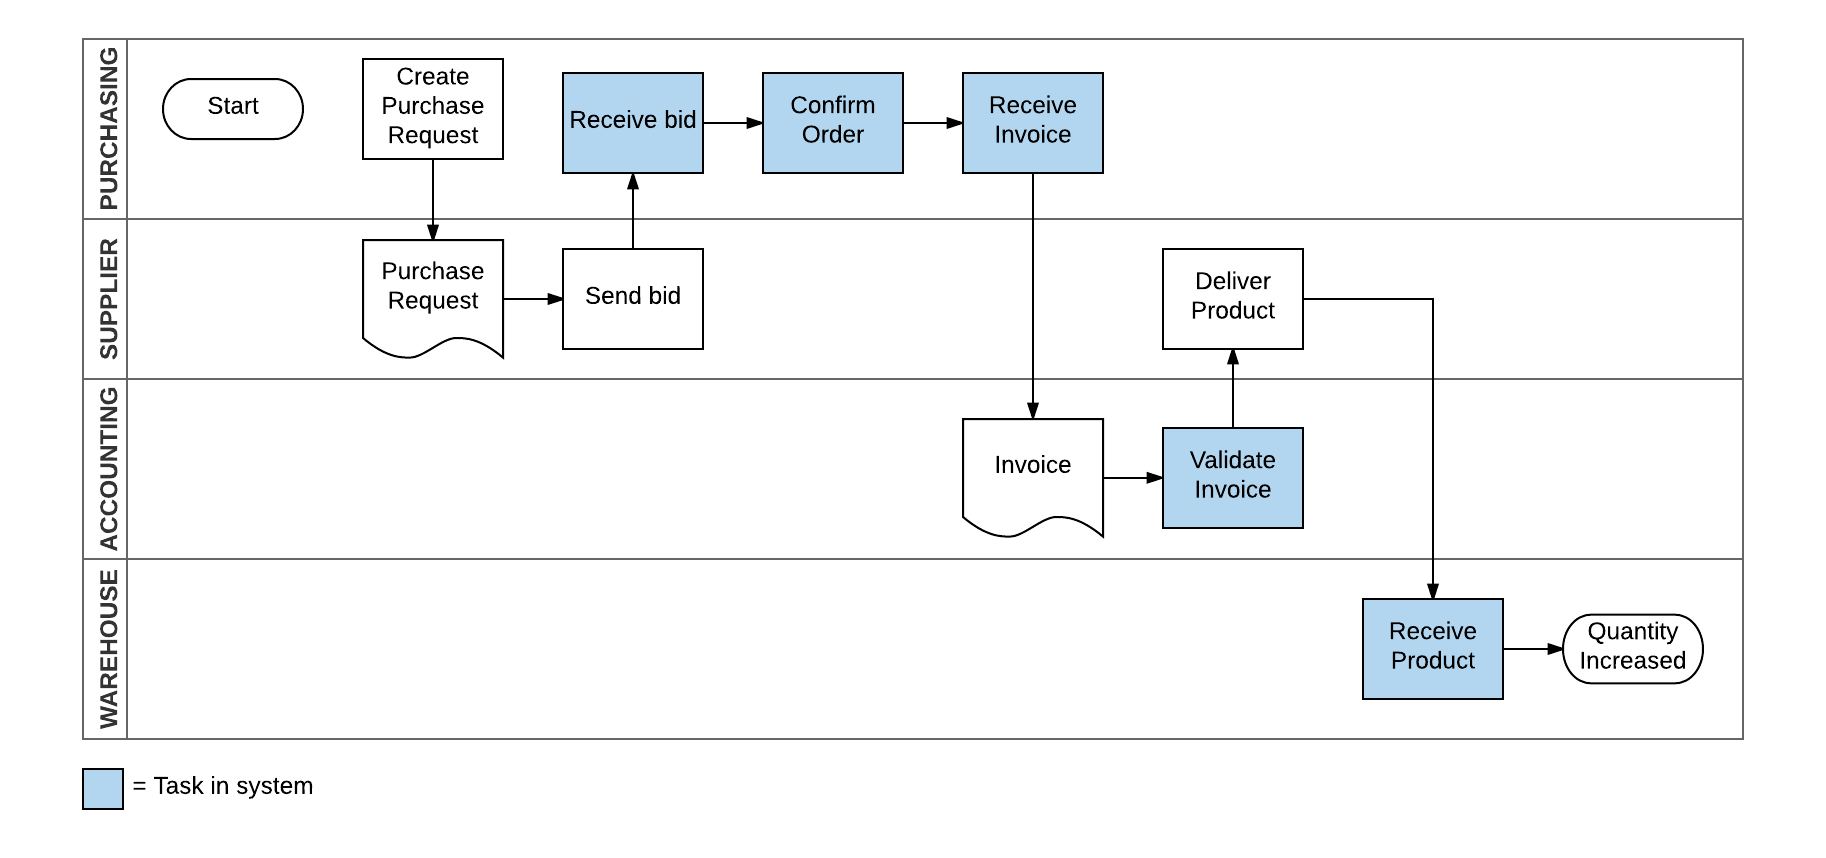 PURCHASING
Start
Create
Purchase
Request
Receive bid
Confirm
Order
Receive
Invoice
SUPPLIER
Purchase
Request
Send bid
Deliver
Product
ACCOUNTING
Invoice
Validate
Invoice
WAREHOUSE
Receive
Product
Quantity
Increased
= Task in system